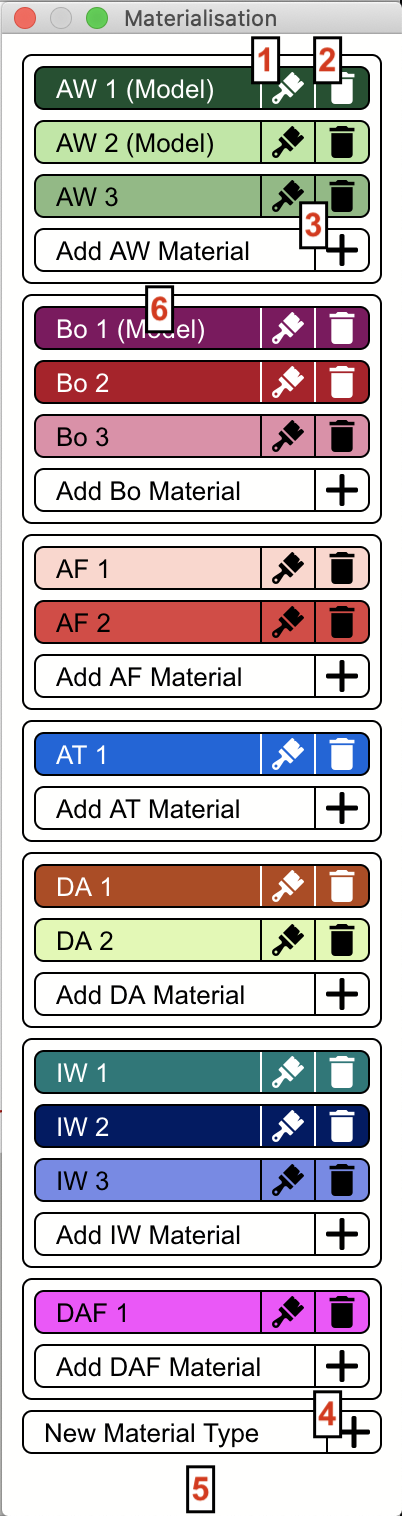 Materialisation
1 2
AW 1 (Model)
AW 2 (Model)
AW 3
3
Add AW Material
6
Bo 1 (Model)
Bo 2
Bo 3
Add Bo Material
AF 1
AF 2
Add AF Material
AT 1
Add AT Material
DA 1
DA 2
Add DA Material
IW 1
IW 2
IW 3
Add IW Material
DAF 1
Add DAF Material
4
New Material Type
5